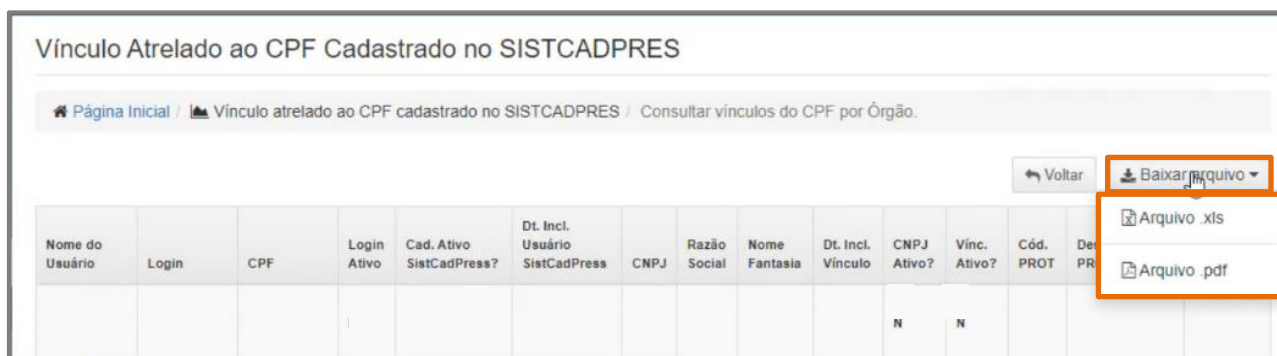 Vínculo Atrelado ao CPF Cadastrado no SISTCADPRES
Página Inicial / Vínculo atrelado ao CPF cadastrado no SISTCADPRES / Consultar vínculos do CPF por Órgão.
Voltar
Baixar arquivo
Arquivo .xls
Arquivo .pdf
Nome do
Usuário
Login
CPF
Login
Ativo
Cad. Ativo
SistCadPress?
Dt. Incl.
Usuário
SistCadPress
CNPJ
Razão
Social
Nome
Fantasia
Dt. Incl.
Vínculo
CNPJ
Ativo?
Vínc.
Ativo?
Cód.
PROT
N
N